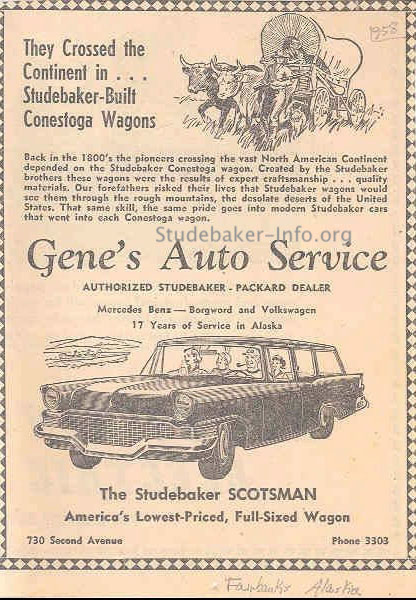 1958
They Crossed the
Continent in . . .
Studebaker-Built
Conestoga Wagons
Back in the 1800's the pioneers crossing the vast North American Continent
depended on the Studebaker Conestoga wagon. Created by the Studebaker
brothers these wagons were the results of expert craftsmanship . . . quality
materials. Our forefathers risked their lives that Studebaker wagons would
see them through the rough mountains, the desolate deserts of the United
States. That same skill, the same pride goes into modern Studebaker cars
that went into each Conestoga wagon.
Studebaker-Info.org
Gene's Auto Service
AUTHORIZED STUDEBAKER - PACKARD DEALER
Mercedes Benz — Borgword and Volkswagen
17 Years of Service in Alaska
Studebaker-Info.org
The Studebaker SCOTSMAN
America's Lowest-Priced, Full-Sized Wagon
730 Second Avenue Phone 3303
Fairbanks Alaska